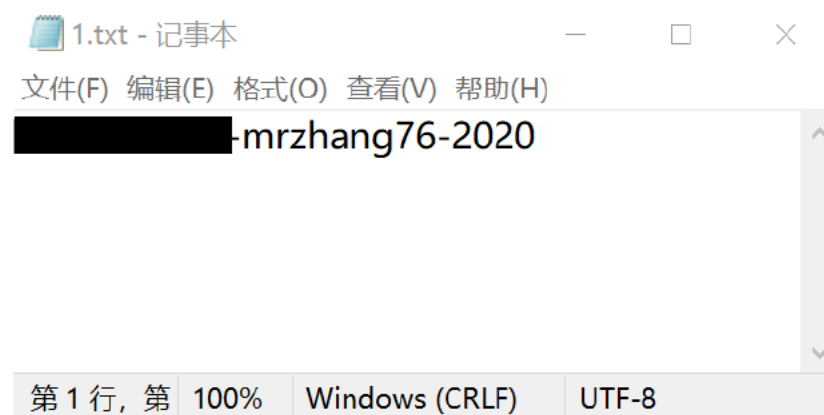 1.txt - 记事本
文件(F) 编辑(E) 格式(O) 查看(V) 帮助(H)
-mrzhang76-2020
第 1 行，第 100% Windows (CRLF) UTF-8